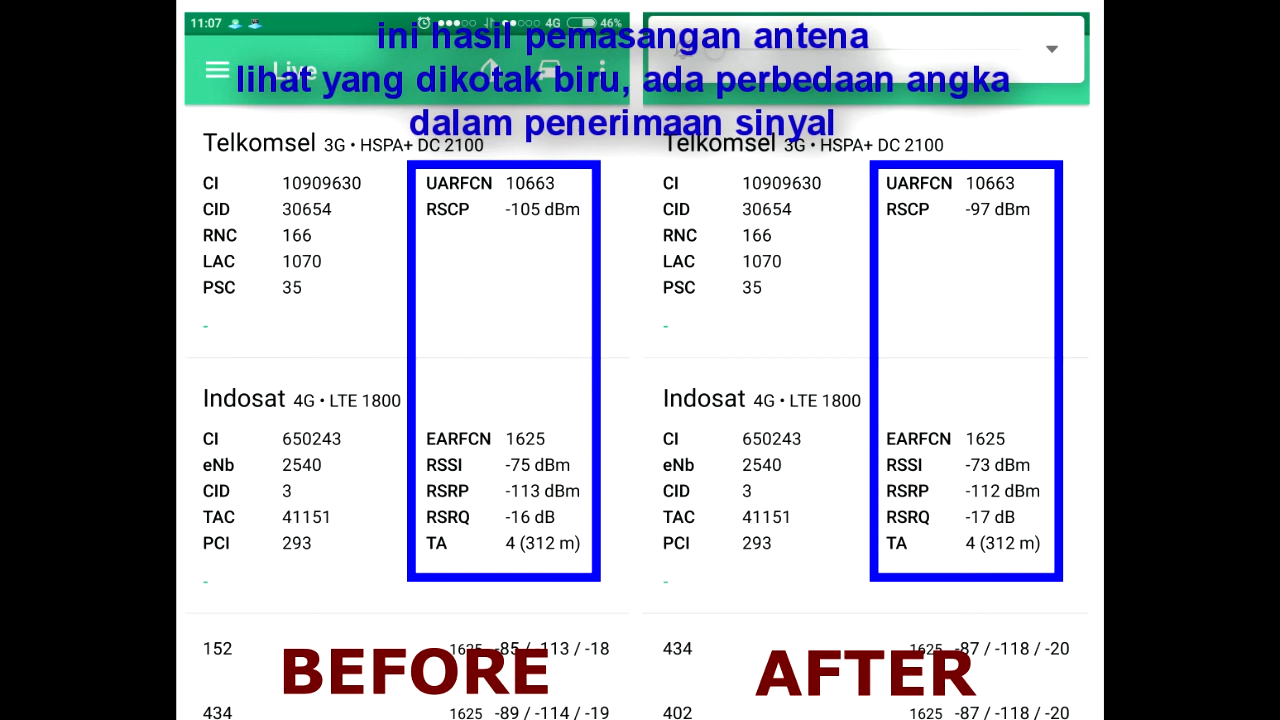 11:07 4G 46%
ini hasil pemasangan antena
Live
lihat yang dikotak biru, ada perbedaan angka
dalam penerimaan sinyal
Telkomsel 3G • HSPA+ DC 2100
CI 10909630 UARFCN 10663
CID 30654 RSCP -105 dBm
RNC 166
LAC 1070
PSC 35
-
Indosat 4G • LTE 1800
CI 650243 EARFCN 1625
eNb 2540 RSSI -75 dBm
CID 3 RSRP -113 dBm
TAC 41151 RSRQ -16 dB
PCI 293 TA 4 (312 m)
-
152 1625 -85 / -113 / -18
BEFORE
434 1625 -89 / -114 / -19
Telkomsel 3G • HSPA+ DC 2100
CI 10909630 UARFCN 10663
CID 30654 RSCP -97 dBm
RNC 166
LAC 1070
PSC 35
-
Indosat 4G • LTE 1800
CI 650243 EARFCN 1625
eNb 2540 RSSI -73 dBm
CID 3 RSRP -112 dBm
TAC 41151 RSRQ -17 dB
PCI 293 TA 4 (312 m)
-
434 1625 -87 / -118 / -20
AFTER
402 1625 -87 / -118 / -20